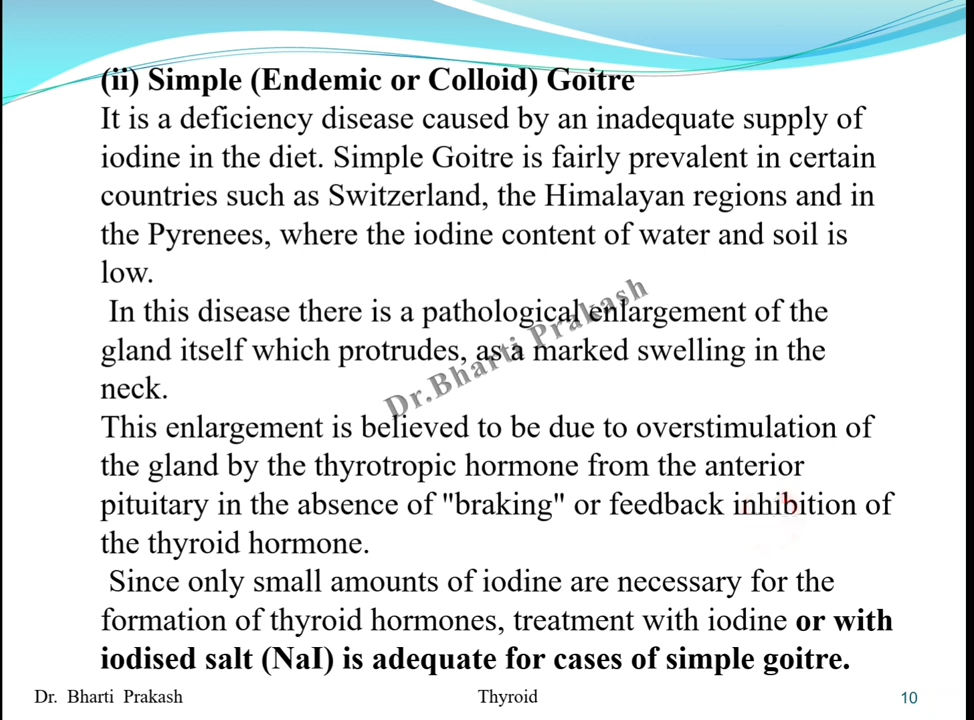 (ii) Simple (Endemic or Colloid) Goitre
It is a deficiency disease caused by an inadequate supply of
iodine in the diet. Simple Goitre is fairly prevalent in certain
countries such as Switzerland, the Himalayan regions and in
the Pyrenees, where the iodine content of water and soil is
low.
In this disease there is a pathological enlargement of the
gland itself which protrudes, as a marked swelling in the
neck.
Dr.Bharti Prakash
This enlargement is believed to be due to overstimulation of
the gland by the thyrotropic hormone from the anterior
pituitary in the absence of "braking" or feedback inhibition of
the thyroid hormone.
Since only small amounts of iodine are necessary for the
formation of thyroid hormones, treatment with iodine or with
iodised salt (NaI) is adequate for cases of simple goitre.
Dr. Bharti Prakash
Thyroid
10